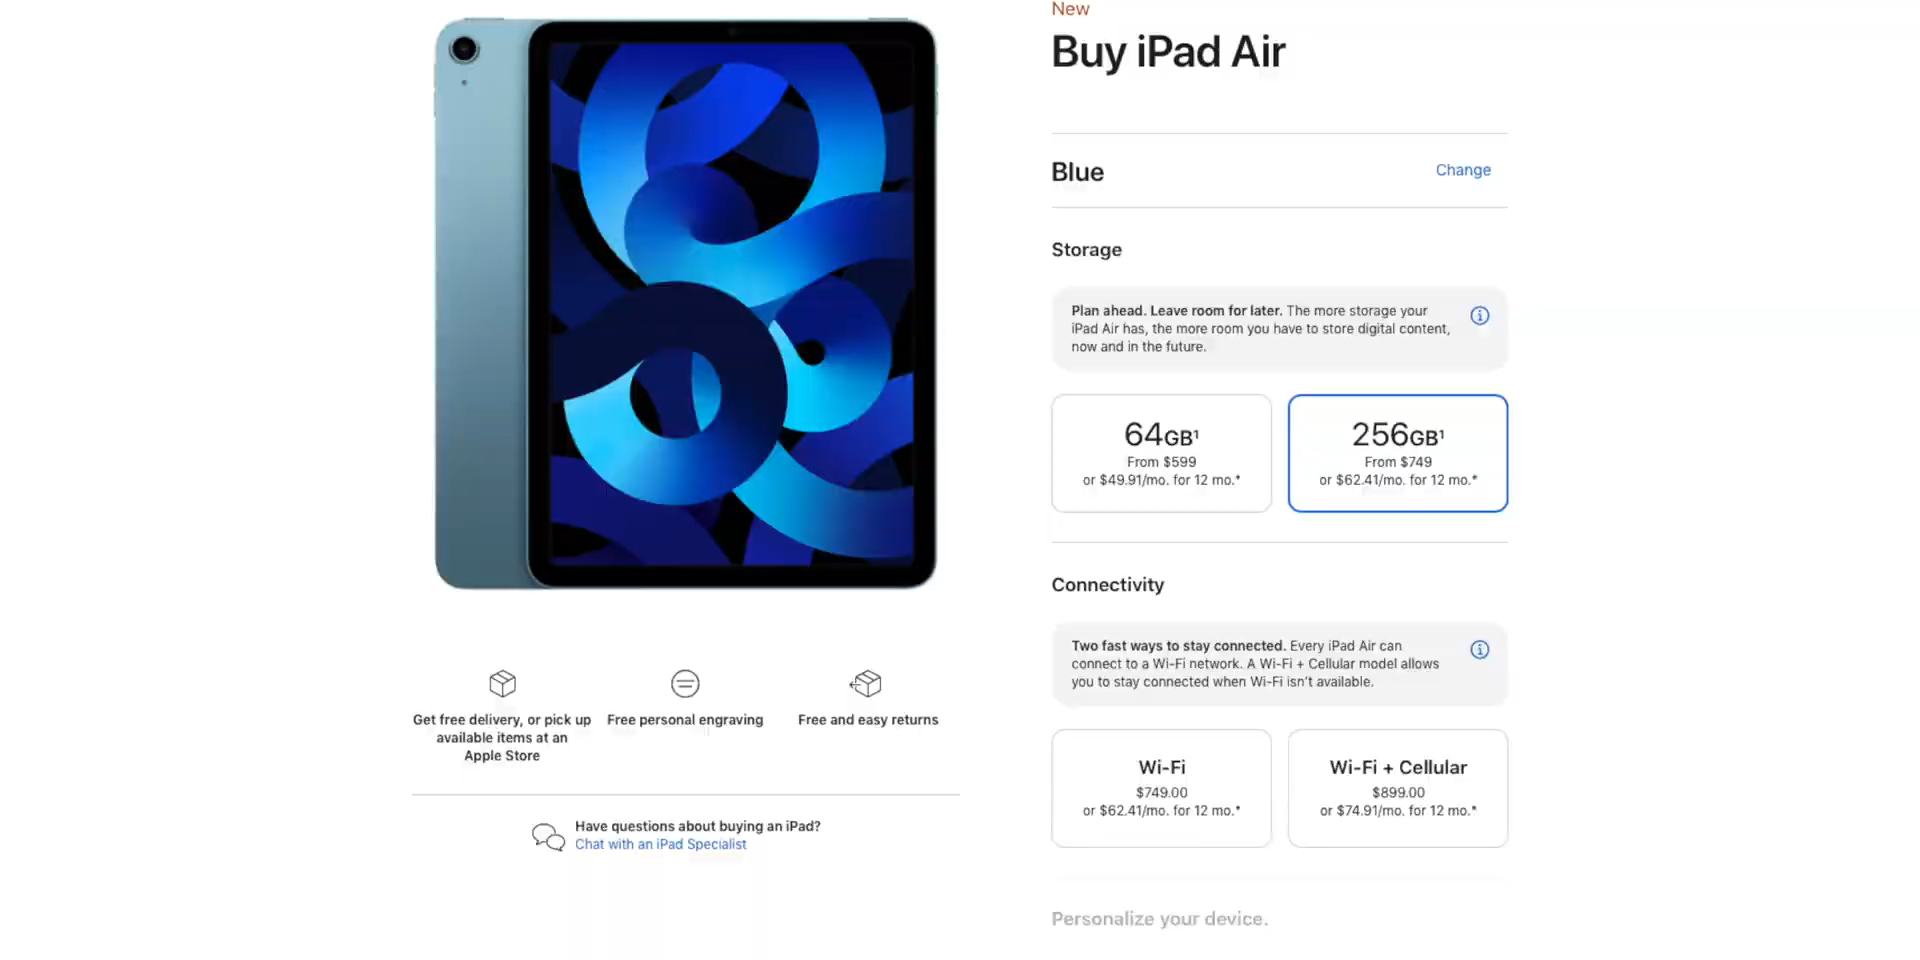 New
Buy iPad Air
Blue
Change
Storage
Plan ahead. Leave room for later. The more storage your
iPad Air has, the more room you have to store digital content,
now and in the future.
64GB¹
From $599
or $49.91/mo. for 12 mo.*
256GB¹
From $749
or $62.41/mo. for 12 mo.*
Connectivity
Two fast ways to stay connected. Every iPad Air can
connect to a Wi-Fi network. A Wi-Fi + Cellular model allows
you to stay connected when Wi-Fi isn't available.
Wi-Fi
$749.00
or $62.41/mo. for 12 mo.*
Wi-Fi + Cellular
$899.00
or $74.91/mo. for 12 mo.*
Personalize your device.
Get free delivery, or pick up
available items at an
Apple Store
Free personal engraving
Free and easy returns
Have questions about buying an iPad?
Chat with an iPad Specialist